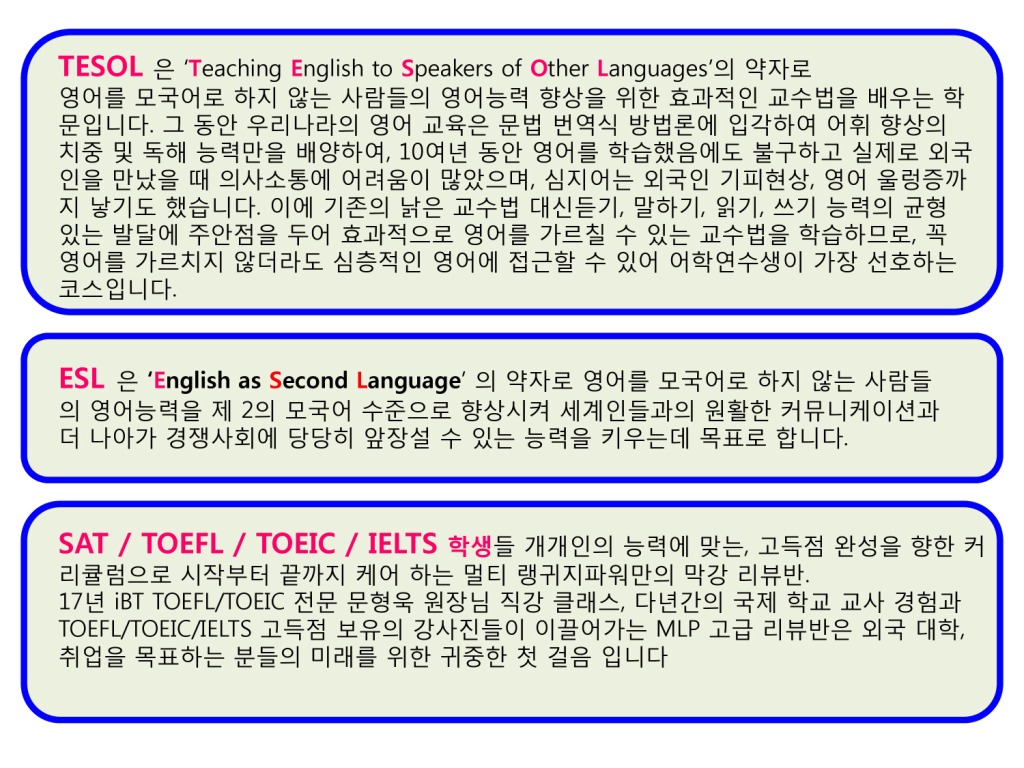 TESOL 은 ‘Teaching English to Speakers of Other Languages’의 약자로
영어를 모국어로 하지 않는 사람들의 영어능력 향상을 위한 효과적인 교수법을 배우는 학
문입니다. 그 동안 우리나라의 영어 교육은 문법 번역식 방법론에 입각하여 어휘 향상의
치중 및 독해 능력만을 배양하여, 10여년 동안 영어를 학습했음에도 불구하고 실제로 외국
인을 만났을 때 의사소통에 어려움이 많았으며, 심지어는 외국인 기피현상, 영어 울렁증까
지 낳기도 했습니다. 이에 기존의 낡은 교수법 대신듣기, 말하기, 읽기, 쓰기 능력의 균형
있는 발달에 주안점을 두어 효과적으로 영어를 가르칠 수 있는 교수법을 학습하므로, 꼭
영어를 가르치지 않더라도 심층적인 영어에 접근할 수 있어 어학연수생이 가장 선호하는
코스입니다.
ESL 은 ‘English as Second Language’ 의 약자로 영어를 모국어로 하지 않는 사람들
의 영어능력을 제 2의 모국어 수준으로 향상시켜 세계인들과의 원활한 커뮤니케이션과
더 나아가 경쟁사회에 당당히 앞장설 수 있는 능력을 키우는데 목표로 합니다.
SAT / TOEFL / TOEIC / IELTS 학생들 개개인의 능력에 맞는, 고득점 완성을 향한 커
리큘럼으로 시작부터 끝까지 케어 하는 멀티 랭귀지파워만의 막강 리뷰반.
17년 iBT TOEFL/TOEIC 전문 문형욱 원장님 직강 클래스, 다년간의 국제 학교 교사 경험과
TOEFL/TOEIC/IELTS 고득점 보유의 강사진들이 이끌어가는 MLP 고급 리뷰반은 외국 대학,
취업을 목표하는 분들의 미래를 위한 귀중한 첫 걸음 입니다